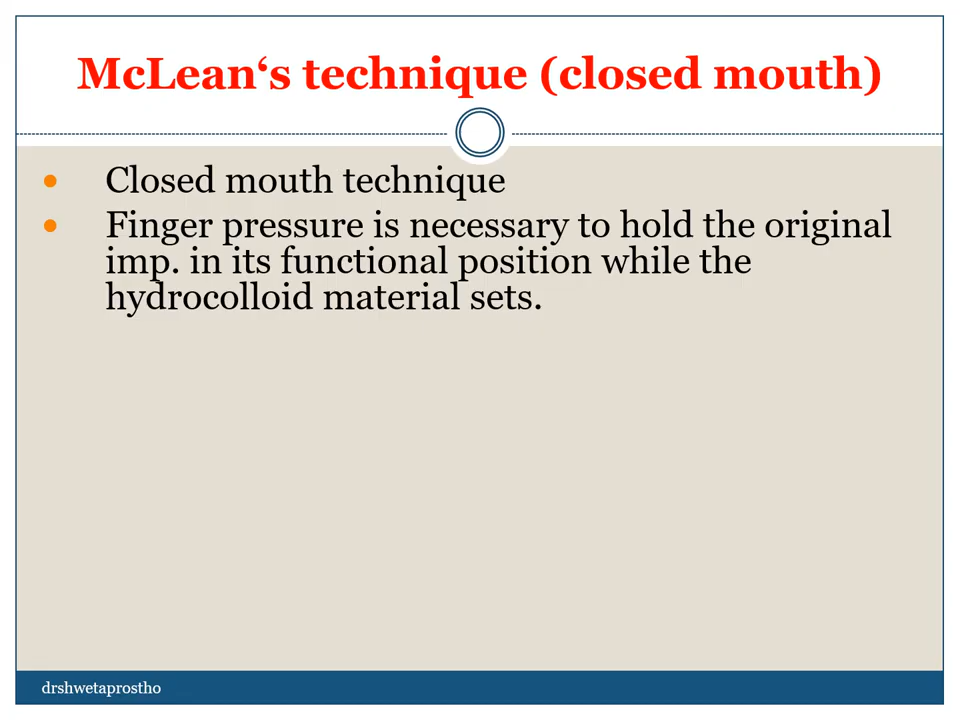 McLean‘s technique (closed mouth)
• Closed mouth technique
• Finger pressure is necessary to hold the original
imp. in its functional position while the
hydrocolloid material sets.
drshwetaprostho